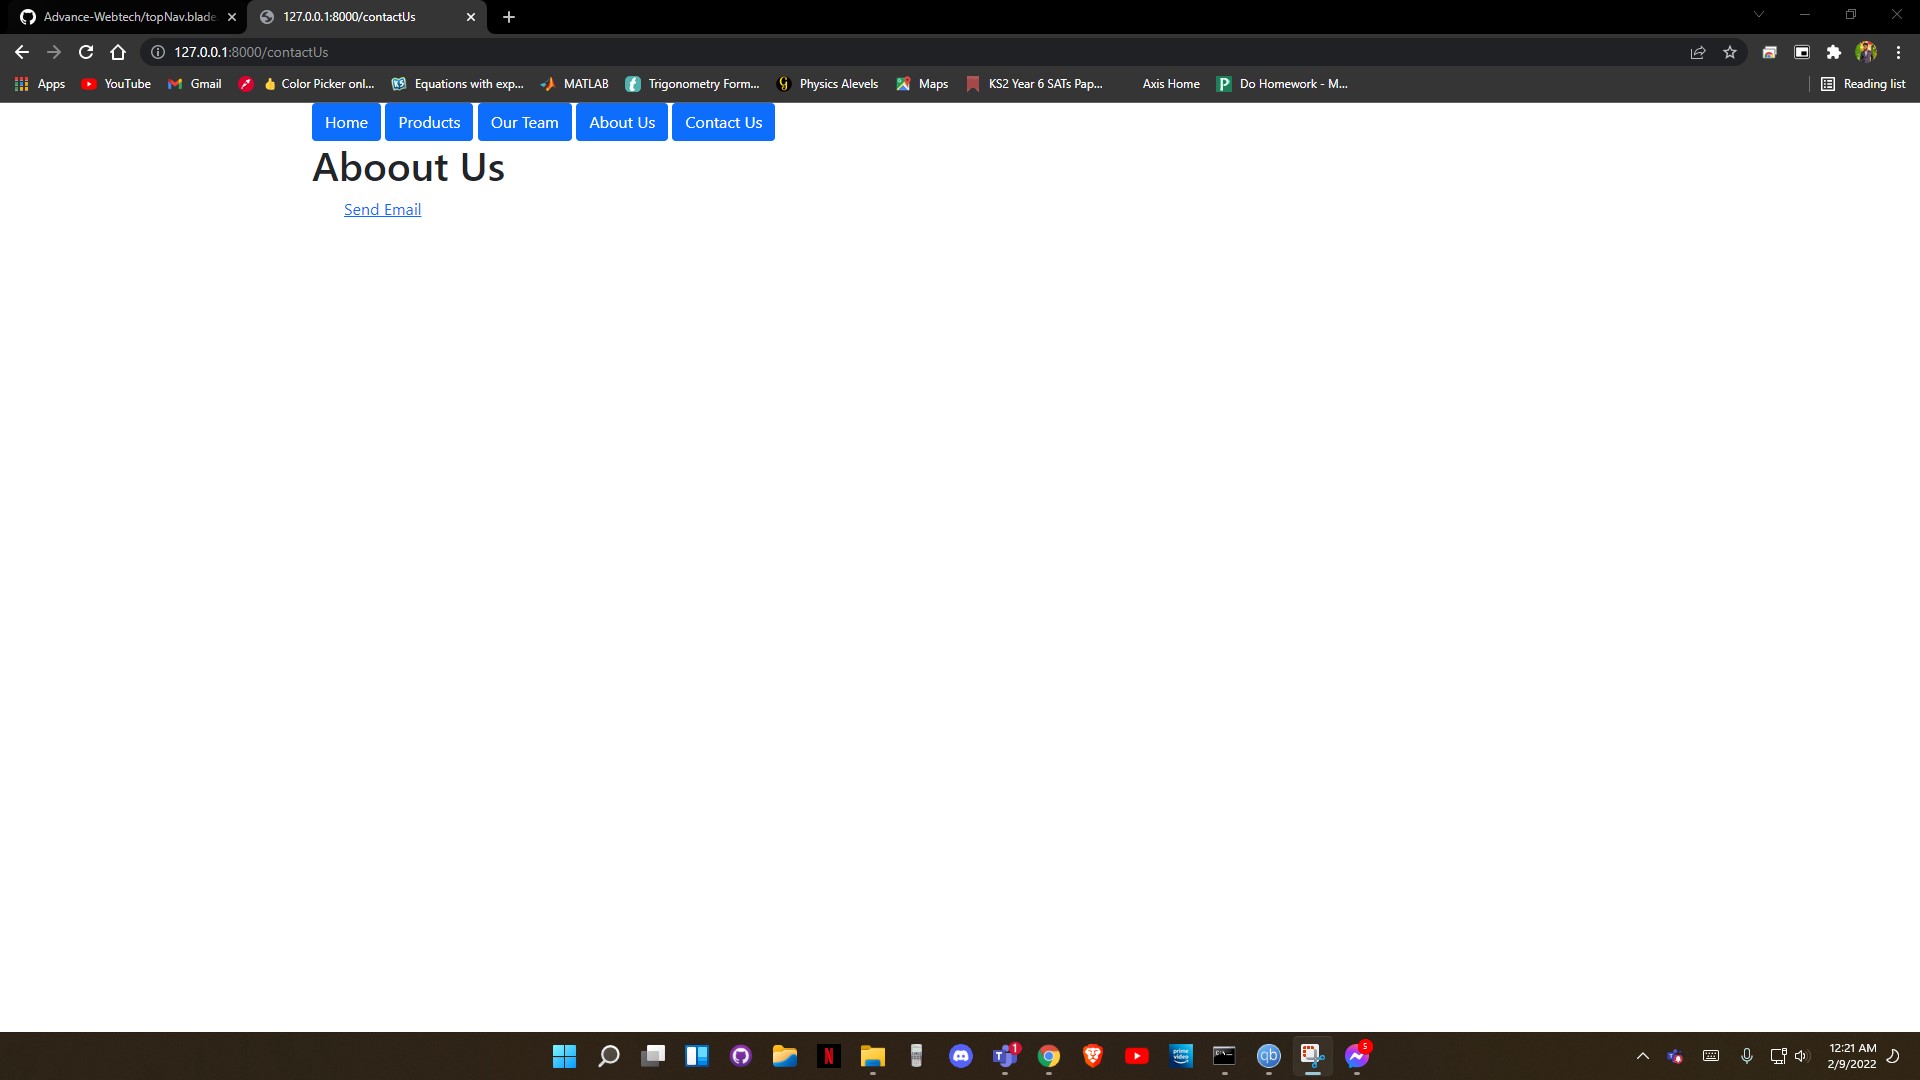 Advance-Webtech/topNav.blade
127.0.0.1:8000/contactUs
127.0.0.1:8000/contactUs
Apps YouTube Gmail Color Picker onl... Equations with exp... MATLAB Trigonometry Form... Physics Alevels Maps KS2 Year 6 SATs Pap... Axis Home Do Homework - M... Reading list
Home Products Our Team About Us Contact Us
Aboout Us
Send Email
12:21 AM
2/9/2022